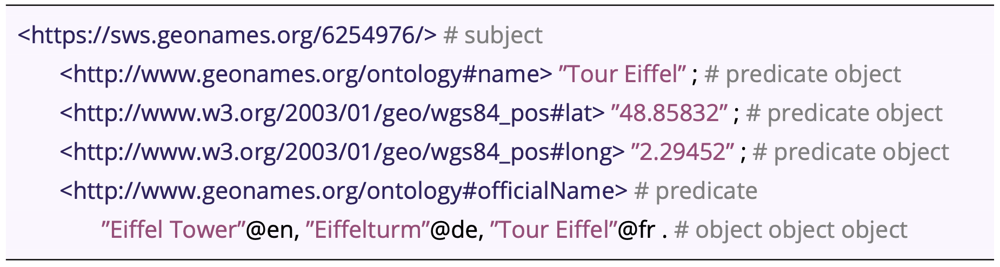 <https://sws.geonames.org/6254976/> # subject
<http://www.geonames.org/ontology#name> ”Tour Eiffel” ; # predicate object
<http://www.w3.org/2003/01/geo/wgs84_pos#lat> ”48.85832” ; # predicate object
<http://www.w3.org/2003/01/geo/wgs84_pos#long> ”2.29452” ; # predicate object
<http://www.geonames.org/ontology#officialName> # predicate
”Eiffel Tower”@en, ”Eiffelturm”@de, ”Tour Eiffel”@fr . # object object object